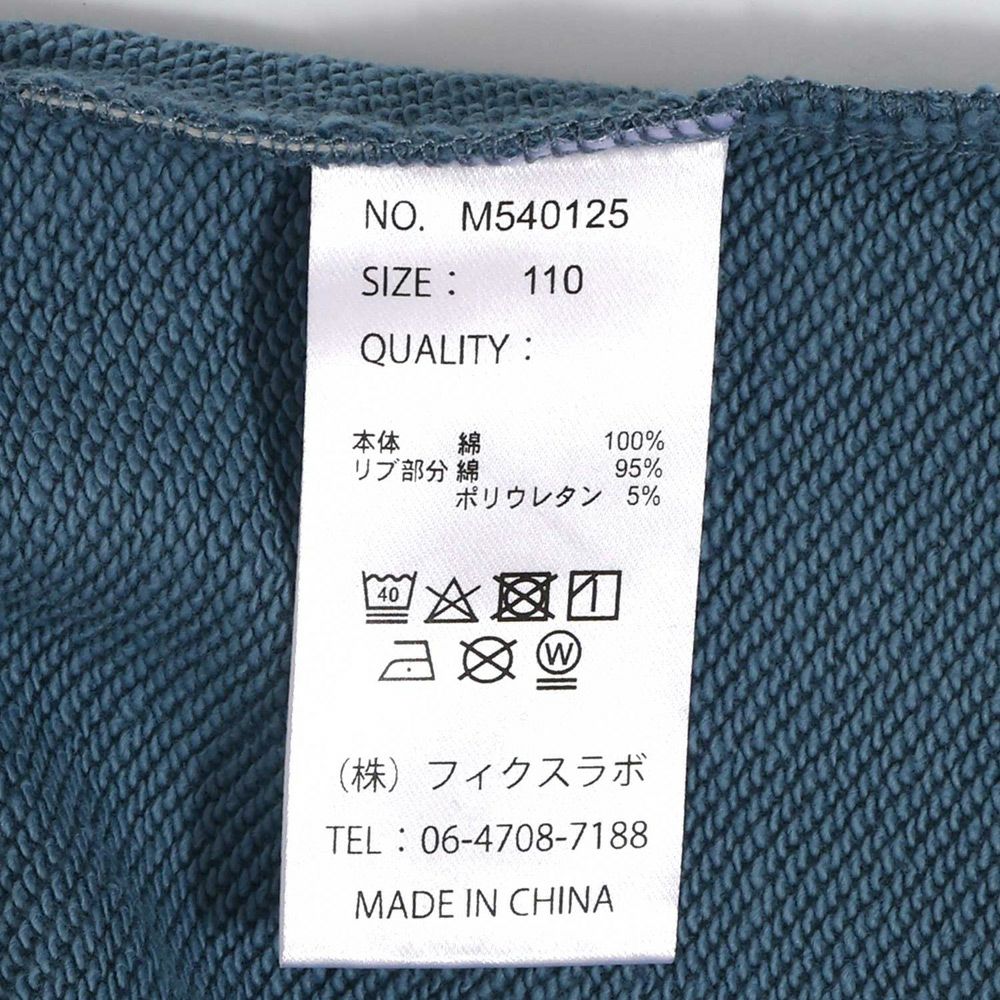 NO. M540125
SIZE： 110
QUALITY：
本体 綿 100%
リブ部分 綿 95%
ポリウレタン 5%
40
W
（株）フィクスラボ
TEL：06-4708-7188
MADE IN CHINA